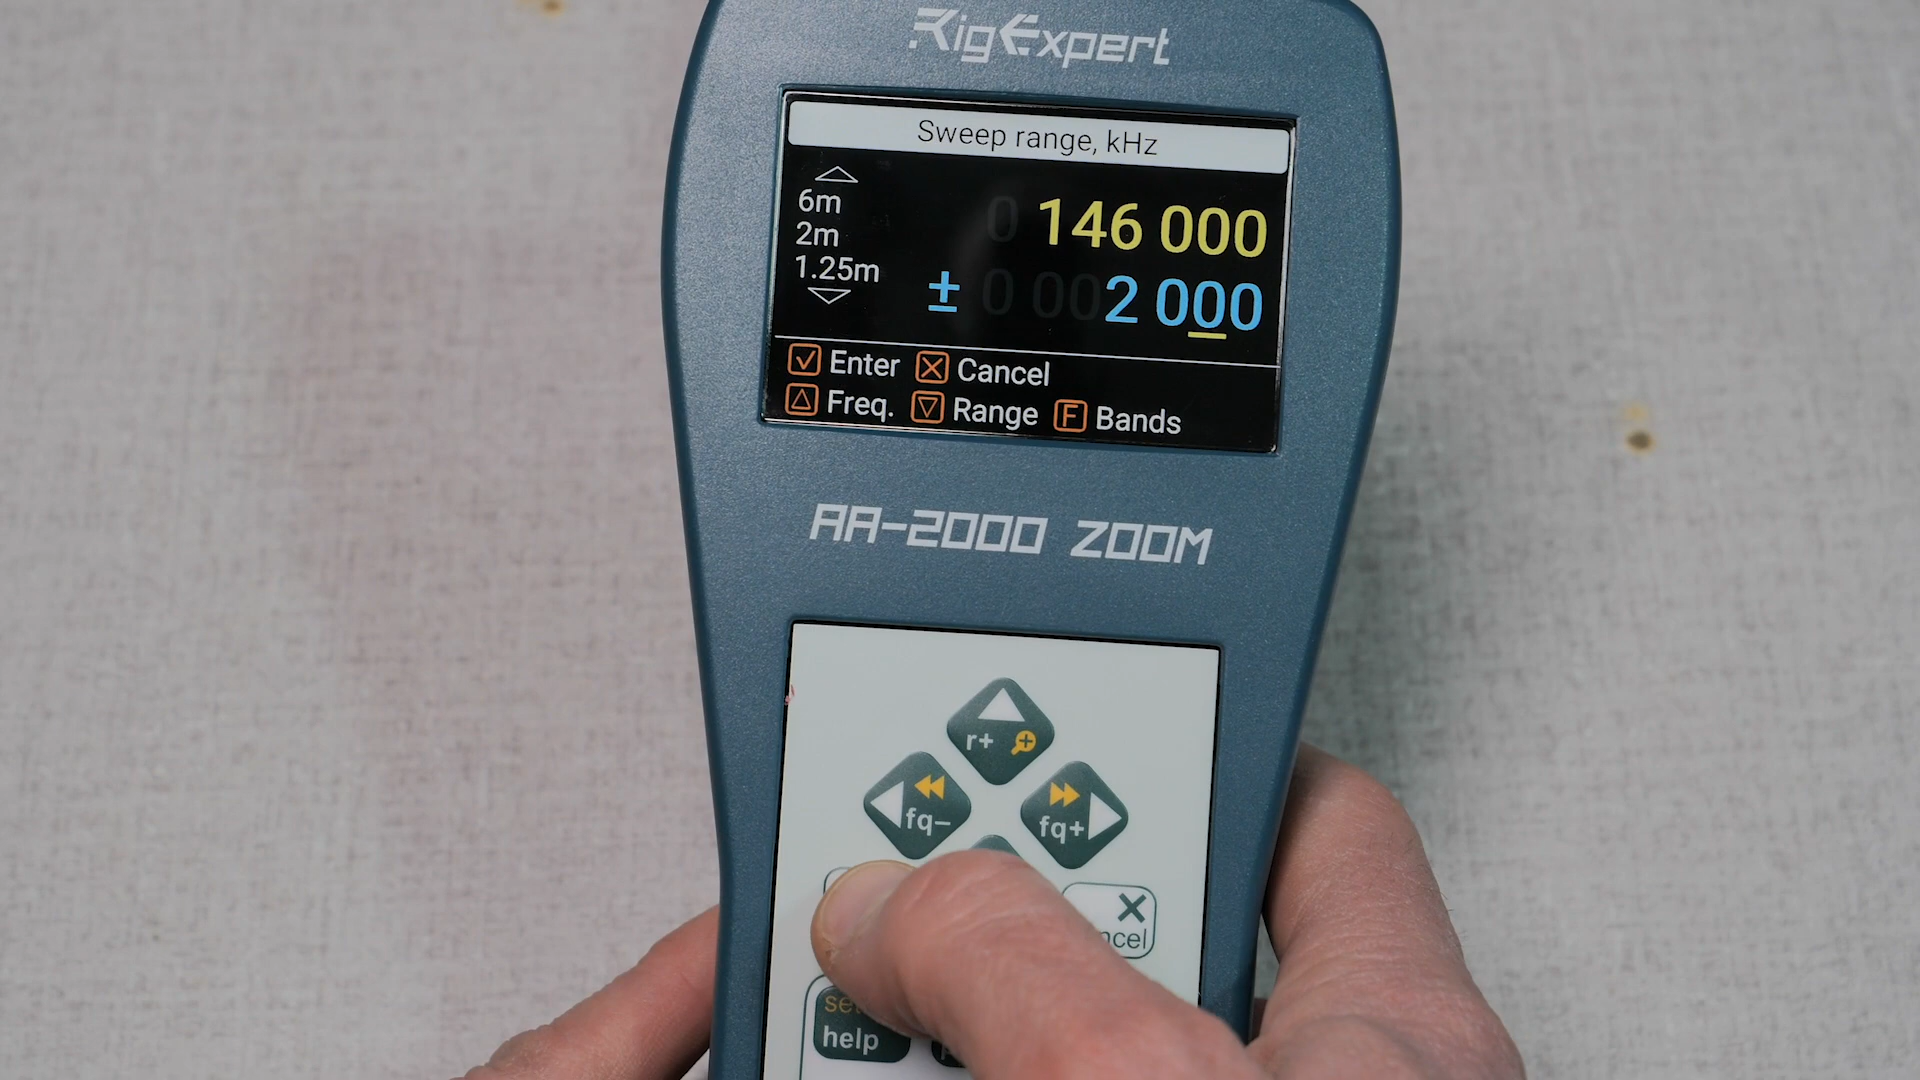 RigExpert
Sweep range, kHz
6m
2m
1.25m
0 146 000
± 0 002 000
Enter Cancel
Freq. Range F Bands
AA-2000 ZOOM
r+
fq−
fq+
help